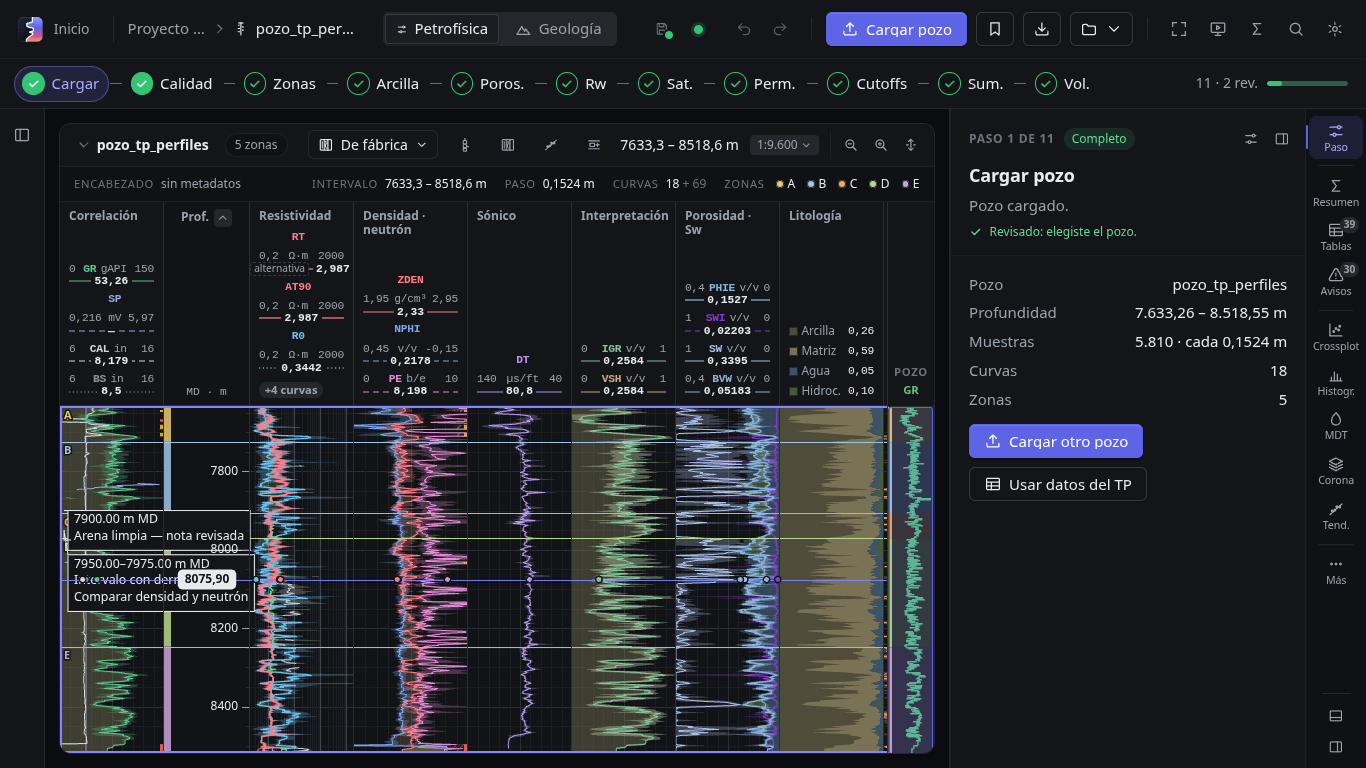 Inicio
Proyecto ...
pozo_tp_per...
Petrofísica
Geología
Cargar pozo
Cargar
Calidad
Zonas
Arcilla
Poros.
Rw
Sat.
Perm.
Cutoffs
Sum.
Vol.
11 · 2 rev.
pozo_tp_perfiles
5 zonas
De fábrica
7633,3 – 8518,6 m
1:9.600
ENCABEZADO sin metadatos
INTERVALO 7633,3 – 8518,6 m
PASO 0,1524 m
CURVAS 18 + 69
ZONAS A B C D E
Correlación
0 GR gAPI 150
53,26
SP
0,216 mV 5,97
—
6 CAL in 16
8,179
6 BS in 16
8,5
Prof.
MD · m
Resistividad
RT
0,2 Ω·m 2000
alternativa 2,987
AT90
0,2 Ω·m 2000
2,987
R0
0,2 Ω·m 2000
0,3442
+4 curvas
Densidad ·
neutrón
ZDEN
1,95 g/cm³ 2,95
2,33
NPHI
0,45 v/v -0,15
0,2178
0 PE b/e 10
8,198
Sónico
DT
140 µs/ft 40
80,8
Interpretación
0 IGR v/v 1
0,2584
0 VSH v/v 1
0,2584
Porosidad ·
Sw
0,4 PHIE v/v 0
0,1527
1 SWI v/v 0
0,02203
1 SW v/v 0
0,3395
0,4 BVW v/v 0
0,05183
Litología
Arcilla 0,26
Matriz 0,59
Agua 0,05
Hidroc. 0,10
POZO
GR
A
B
7800
7900.00 m MD
Arena limpia — nota revisada
8000
7950.00–7975.00 m MD
8075,90
Comparar densidad y neutrón
8200
E
8400
PASO 1 DE 11
Completo
Cargar pozo
Pozo cargado.
Revisado: elegiste el pozo.
Pozo pozo_tp_perfiles
Profundidad 7.633,26 – 8.518,55 m
Muestras 5.810 · cada 0,1524 m
Curvas 18
Zonas 5
Cargar otro pozo
Usar datos del TP
Paso
Resumen
39
Tablas
30
Avisos
Crossplot
Histogr.
MDT
Corona
Tend.
Más